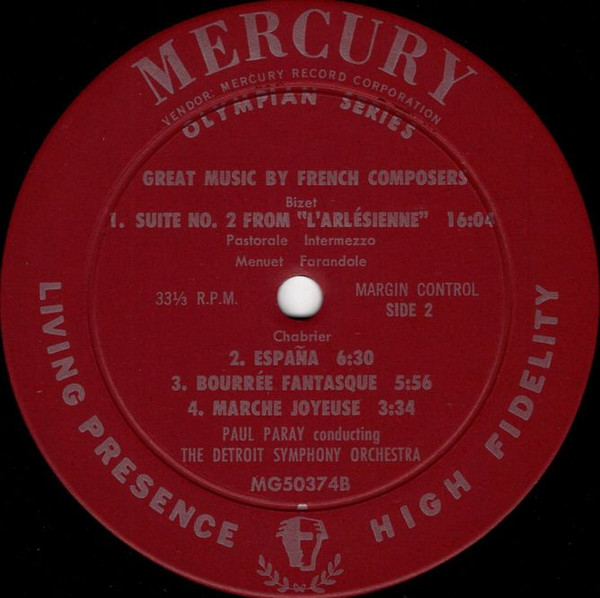 MERCURY
VENDOR: MERCURY RECORD CORPORATION
OLYMPIAN SERIES
GREAT MUSIC BY FRENCH COMPOSERS
Bizet
1. SUITE NO. 2 FROM "L'ARLÉSIENNE" 16:04
Pastorale Intermezzo
Menuet Farandole
33⅓ R.P.M.
MARGIN CONTROL
SIDE 2
Chabrier
2. ESPAÑA 6:30
3. BOURRÉE FANTASQUE 5:56
4. MARCHE JOYEUSE 3:34
PAUL PARAY conducting
THE DETROIT SYMPHONY ORCHESTRA
MG50374B
LIVING PRESENCE
HIGH FIDELITY